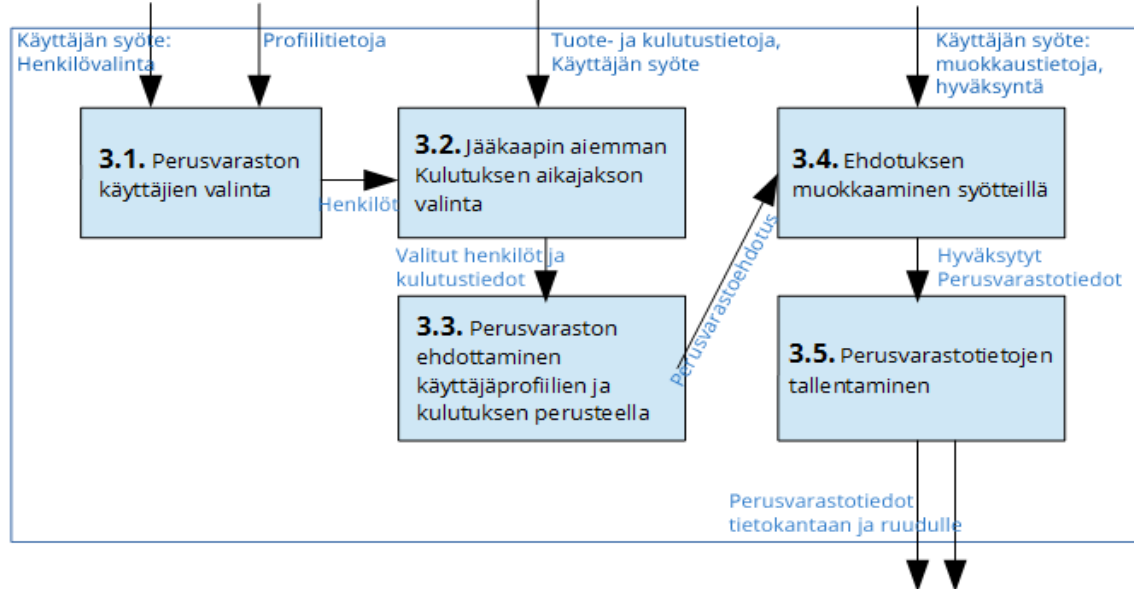 Käyttäjän syöte:
Henkilövalinta
Profiilitietoja
Tuote- ja kulutustietoja,
Käyttäjän syöte
Käyttäjän syöte:
muokkaustietoja,
hyväksyntä
3.1. Perusvaraston
käyttäjien valinta
Henkilöt
3.2. Jääkaapin aiemman
Kulutuksen aikajakson
valinta
3.4. Ehdotuksen
muokkaaminen syötteillä
Valitut henkilöt ja
kulutustiedot
Perusvarastoehdotus
Hyväksytyt
Perusvarastotiedot
3.3. Perusvaraston
ehdottaminen
käyttäjäprofiilien ja
kulutuksen perusteella
3.5. Perusvarastotietojen
tallentaminen
Perusvarastotiedot
tietokantaan ja ruudulle